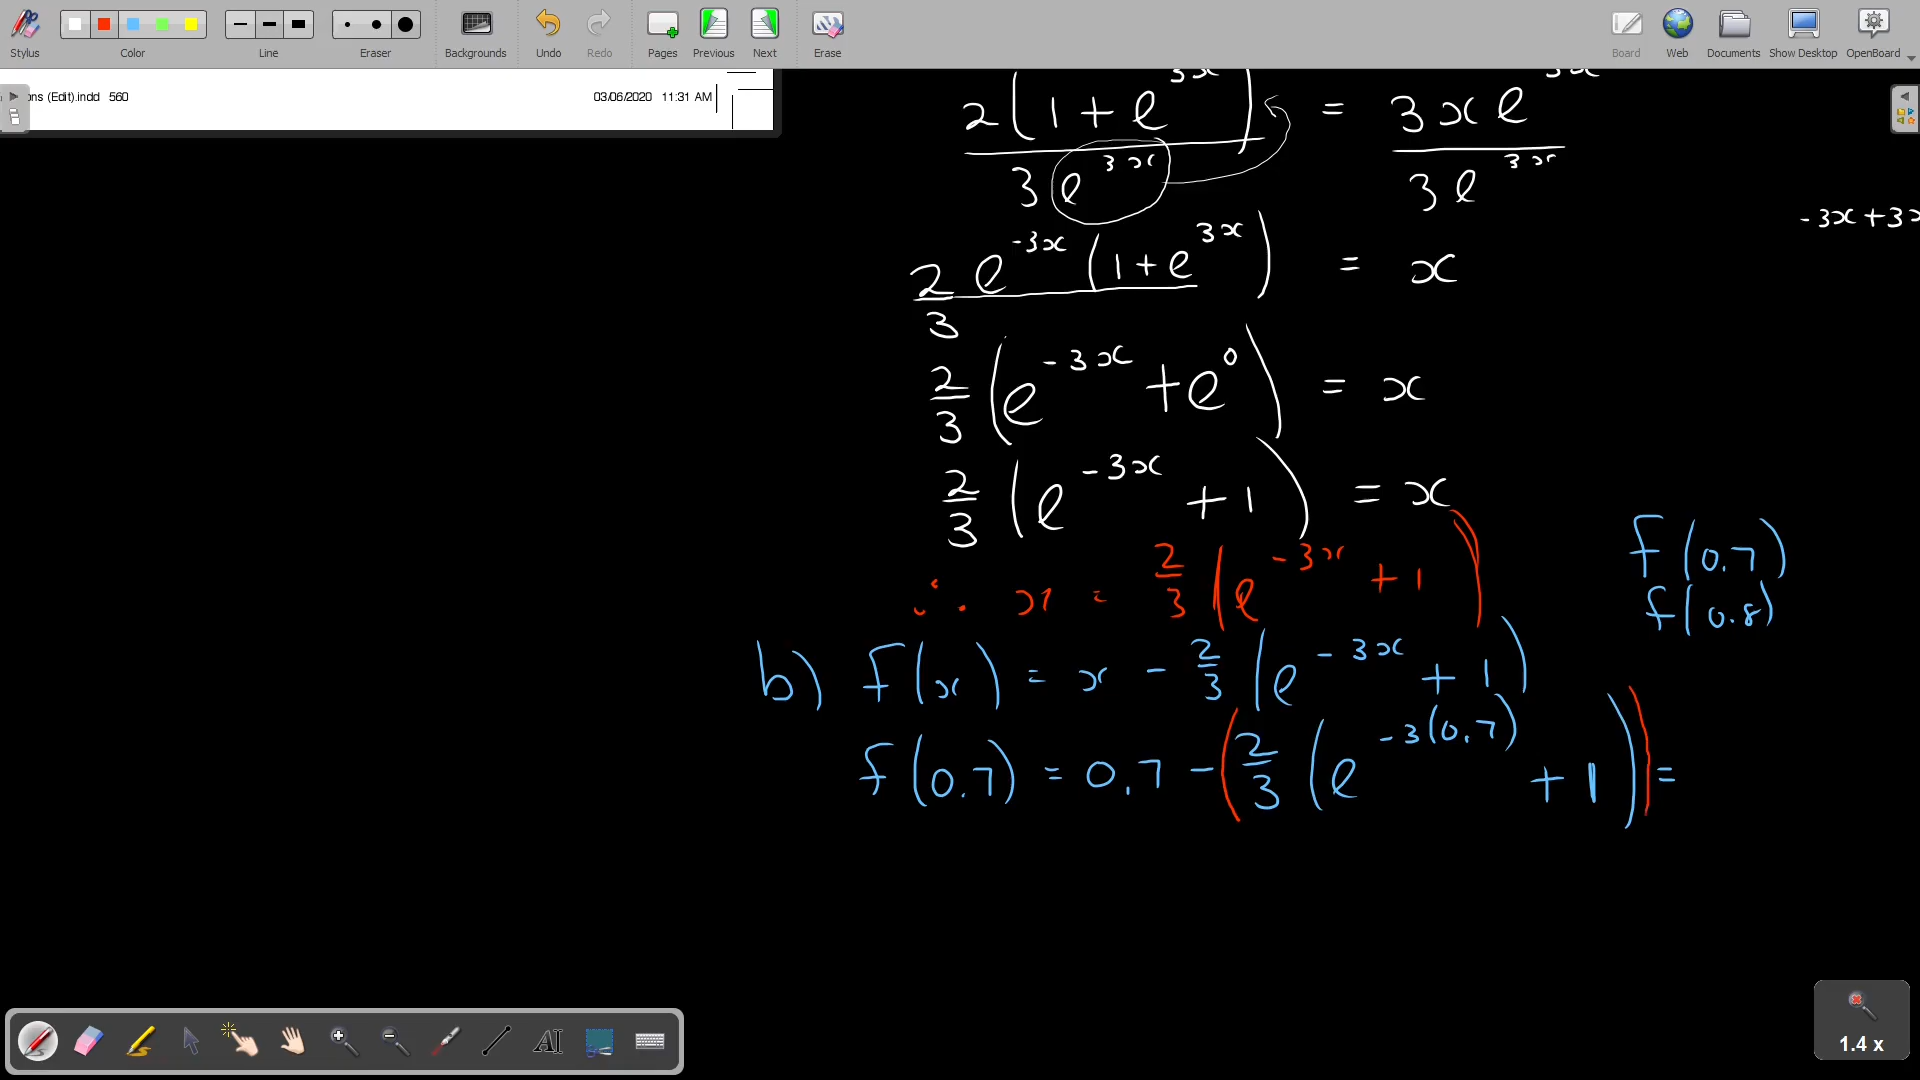 Stylus Color Line Eraser Backgrounds Undo Redo Pages Previous Next Erase Board Web Documents Show Desktop OpenBoard
ons (Edit).indd 560 03/06/2020 11:31 AM
2(1 + e^{3x}) / 3e^{3x} = 3xe^{3x} / 3e^{3x}
-3x+3x
2/3 e^{-3x} (1+e^{3x}) = x
2/3 (e^{-3x} + e^0) = x
2/3 (e^{-3x} + 1) = x
f(0.7)
∴ x = 2/3 (e^{-3x} + 1)
f(0.8)
b) f(x) = x - 2/3 (e^{-3x} + 1)
f(0.7) = 0.7 - (2/3 (e^{-3(0.7)} + 1)) =
1.4 x